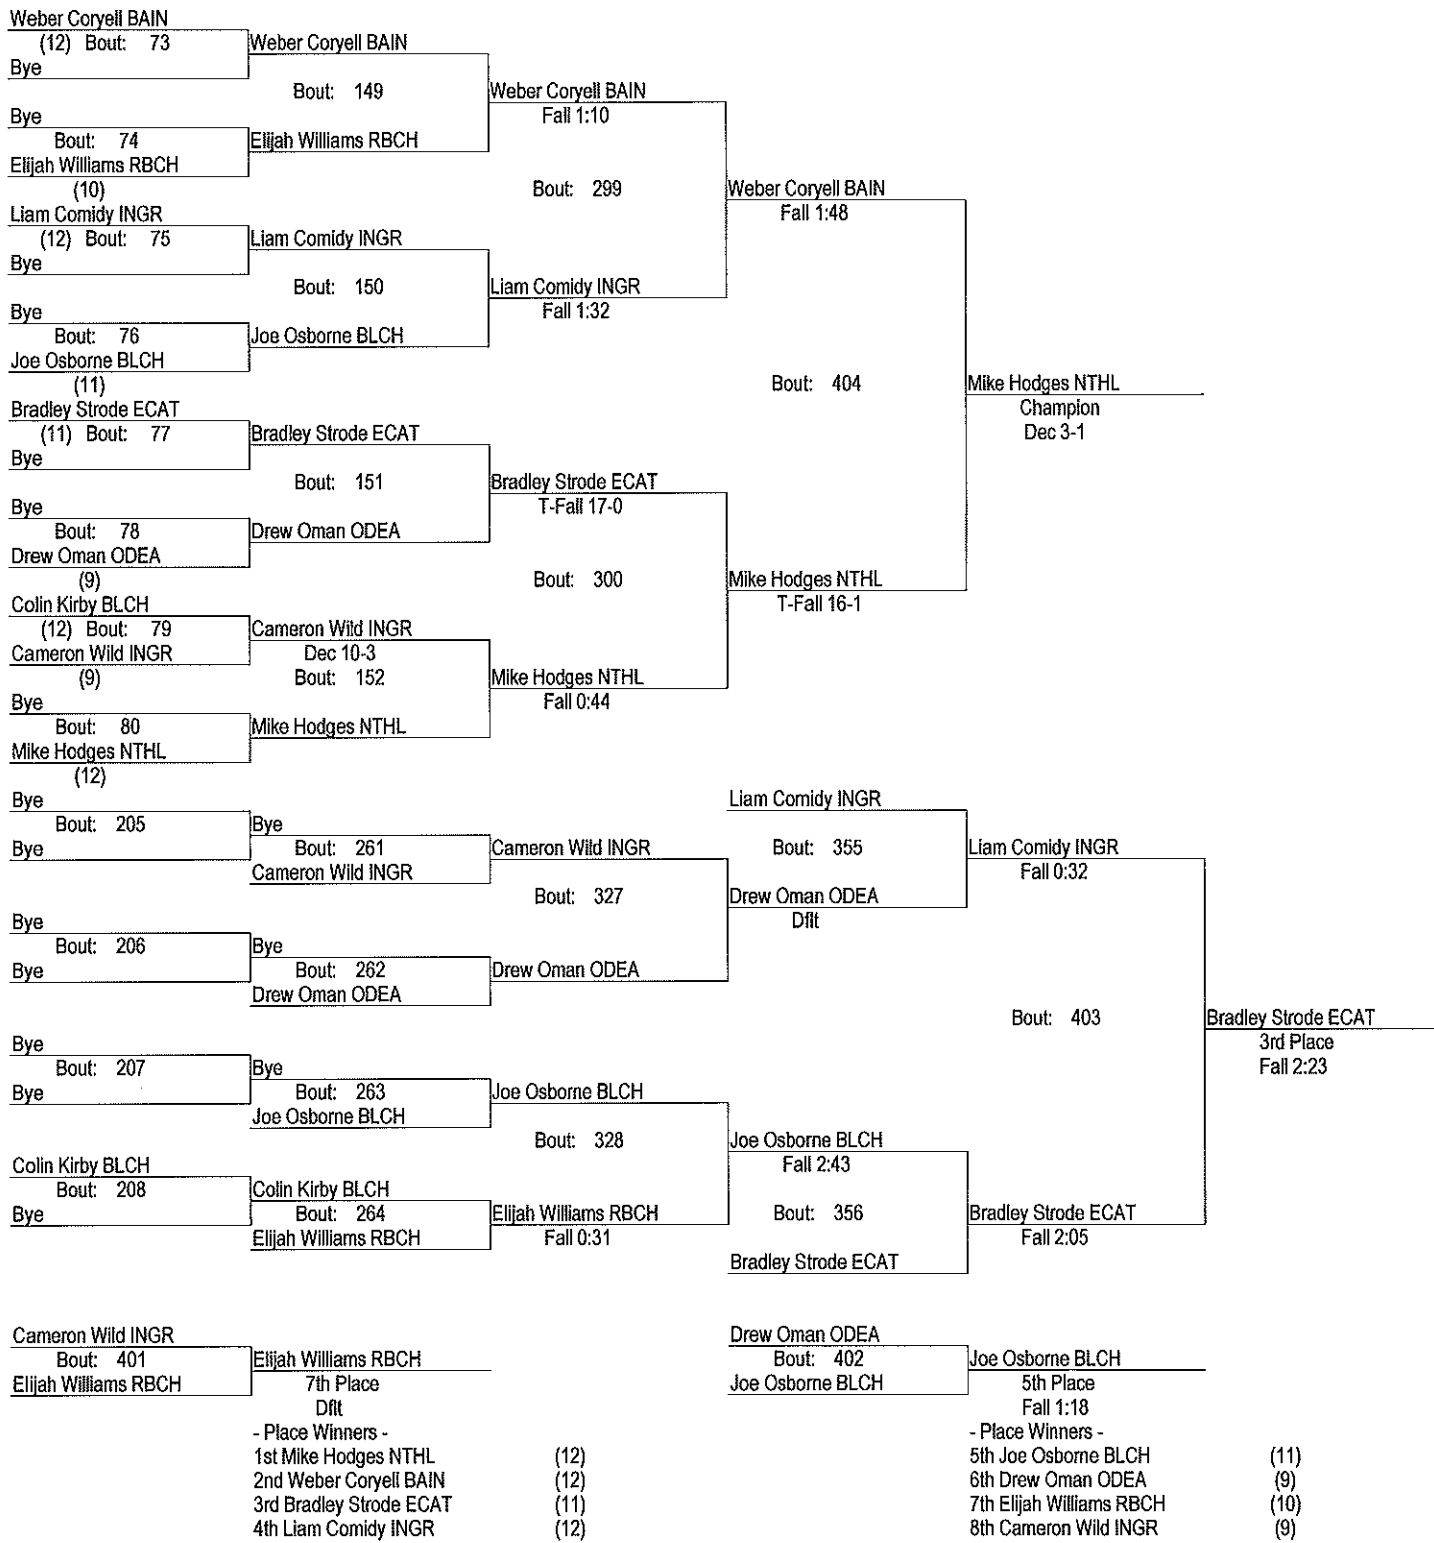 Weber Coryell BAIN
(12) Bout: 73
Bye
Weber Coryell BAIN
Bout: 149
Weber Coryell BAIN
Fall 1:10
Bye
Bout: 74
Elijah Williams RBCH
Elijah Williams RBCH
(10)
Bout: 299
Weber Coryell BAIN
Fall 1:48
Liam Comidy INGR
(12) Bout: 75
Bye
Liam Comidy INGR
Bout: 150
Liam Comidy INGR
Fall 1:32
Bye
Bout: 76
Joe Osborne BLCH
Joe Osborne BLCH
(11)
Bout: 404
Mike Hodges NTHL
Champion
Dec 3-1
Bradley Strode ECAT
(11) Bout: 77
Bye
Bradley Strode ECAT
Bout: 151
Bradley Strode ECAT
T-Fall 17-0
Bye
Bout: 78
Drew Oman ODEA
Drew Oman ODEA
(9)
Bout: 300
Mike Hodges NTHL
T-Fall 16-1
Colin Kirby BLCH
(12) Bout: 79
Cameron Wild INGR
(9)
Cameron Wild INGR
Dec 10-3
Bout: 152
Mike Hodges NTHL
Fall 0:44
Bye
Bout: 80
Mike Hodges NTHL
Mike Hodges NTHL
(12)
Bye
Bout: 205
Bye
Bye
Bout: 261
Cameron Wild INGR
Cameron Wild INGR
Bout: 327
Liam Comidy INGR
Bout: 355
Drew Oman ODEA
Dflt
Liam Comidy INGR
Fall 0:32
Bye
Bout: 206
Bye
Bye
Bout: 262
Drew Oman ODEA
Drew Oman ODEA
Bout: 403
Bradley Strode ECAT
3rd Place
Fall 2:23
Bye
Bout: 207
Bye
Bye
Bout: 263
Joe Osborne BLCH
Joe Osborne BLCH
Bout: 328
Joe Osborne BLCH
Fall 2:43
Bout: 356
Bradley Strode ECAT
Bradley Strode ECAT
Fall 2:05
Colin Kirby BLCH
Bout: 208
Bye
Colin Kirby BLCH
Bout: 264
Elijah Williams RBCH
Elijah Williams RBCH
Fall 0:31
Cameron Wild INGR
Bout: 401
Elijah Williams RBCH
Elijah Williams RBCH
7th Place
Dflt
Drew Oman ODEA
Bout: 402
Joe Osborne BLCH
Joe Osborne BLCH
5th Place
Fall 1:18
- Place Winners -
1st Mike Hodges NTHL (12)
2nd Weber Coryell BAIN (12)
3rd Bradley Strode ECAT (11)
4th Liam Comidy INGR (12)
- Place Winners -
5th Joe Osborne BLCH (11)
6th Drew Oman ODEA (9)
7th Elijah Williams RBCH (10)
8th Cameron Wild INGR (9)